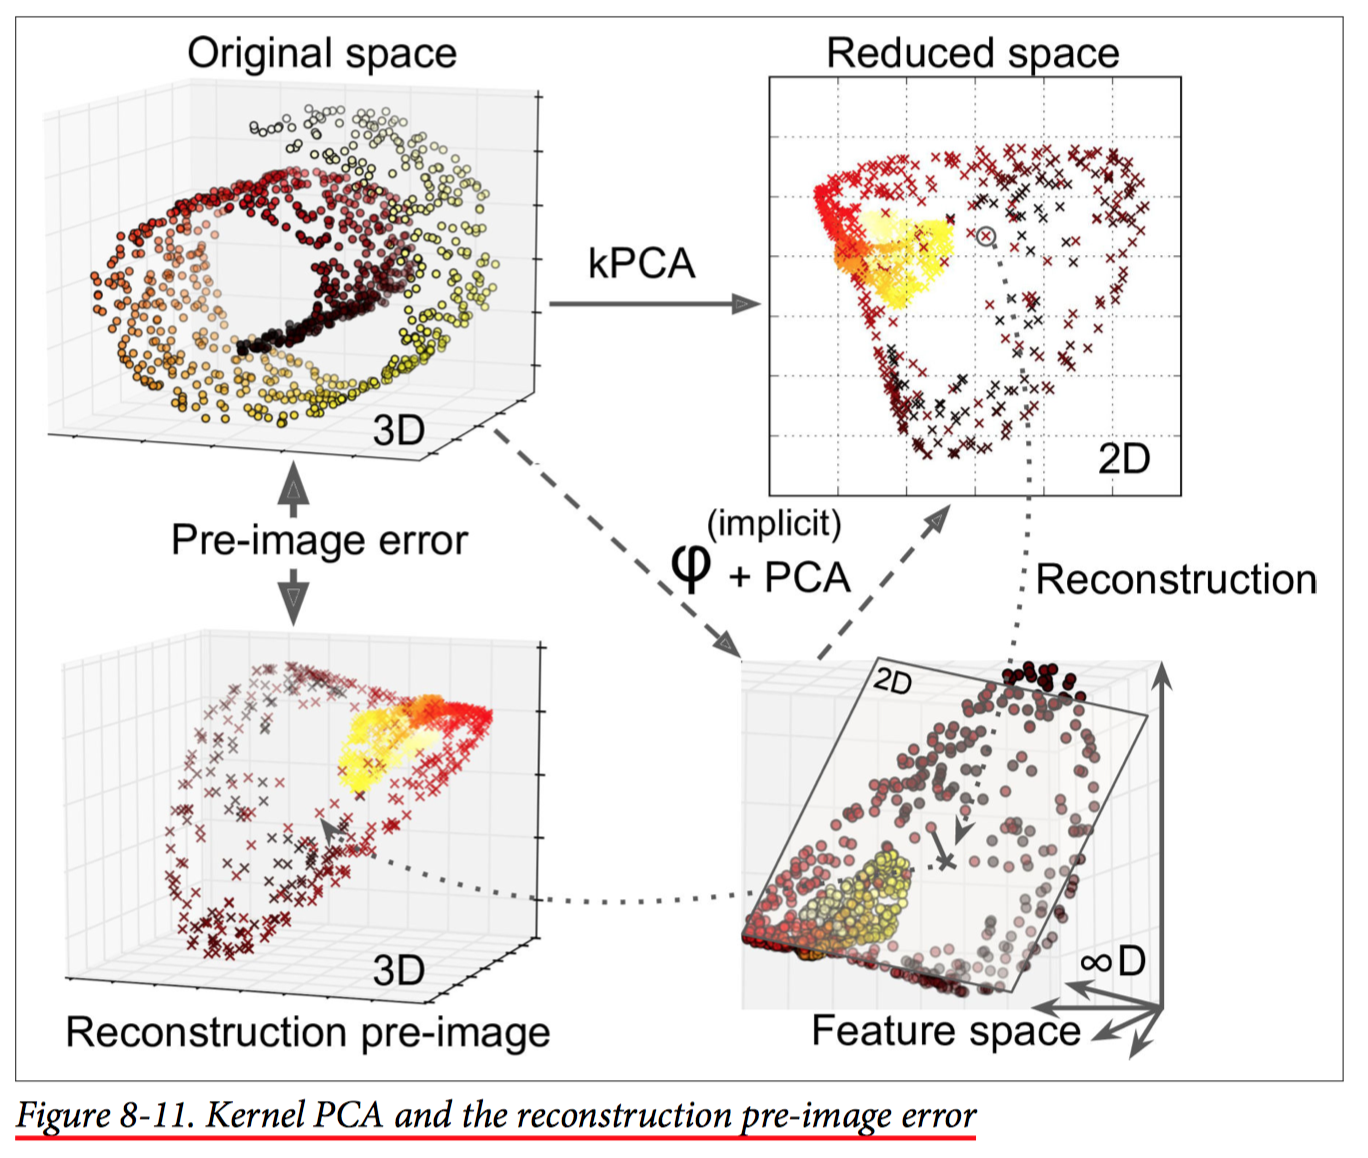 Original space
Reduced space
3D
kPCA
2D
Pre-image error
(implicit)
φ + PCA
Reconstruction
2D
3D
∞D
Reconstruction pre-image
Feature space
Figure 8-11. Kernel PCA and the reconstruction pre-image error